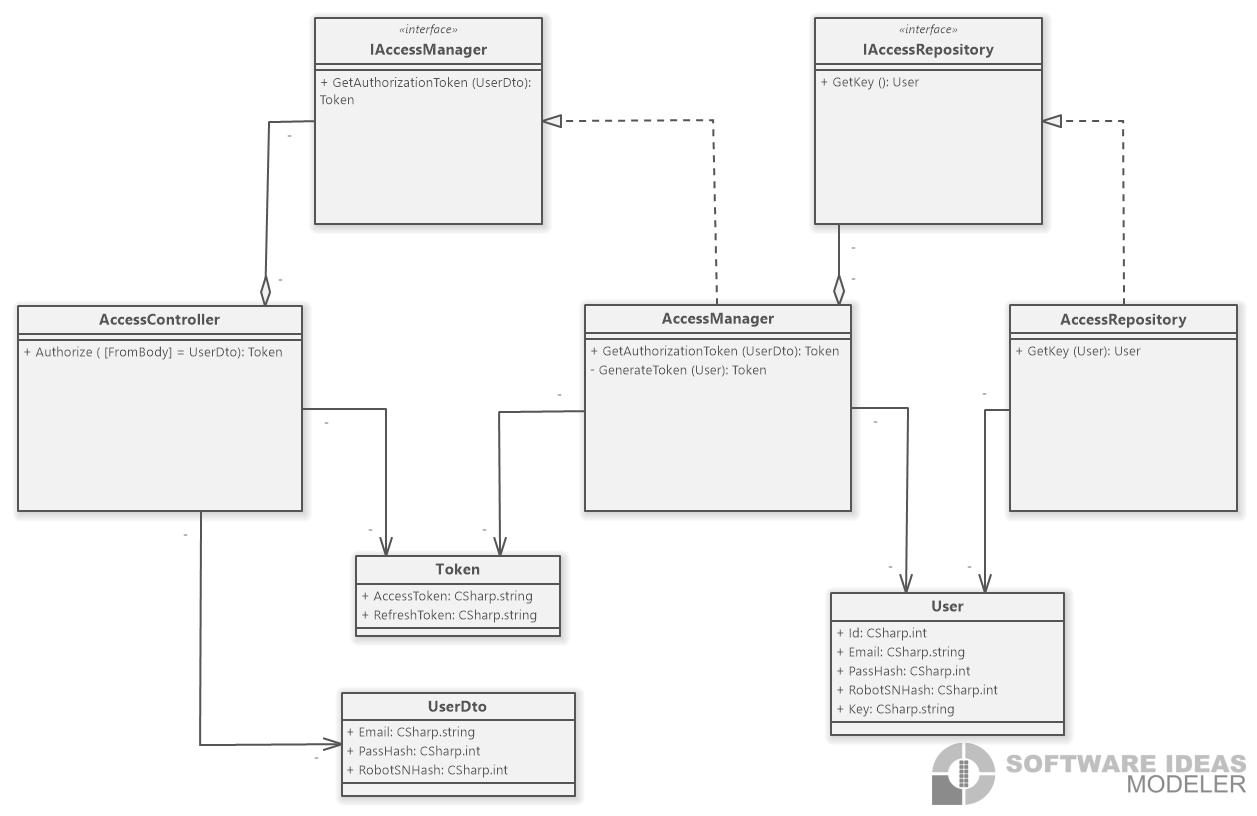 «interface»
IAccessManager
+ GetAuthorizationToken (UserDto):
Token
«interface»
IAccessRepository
+ GetKey (): User
-
-
-
-
AccessController
+ Authorize ( [FromBody] = UserDto): Token
AccessManager
+ GetAuthorizationToken (UserDto): Token
- GenerateToken (User): Token
AccessRepository
+ GetKey (User): User
-
-
-
-
-
-
-
-
-
-
Token
+ AccessToken: CSharp.string
+ RefreshToken: CSharp.string
User
+ Id: CSharp.int
+ Email: CSharp.string
+ PassHash: CSharp.int
+ RobotSNHash: CSharp.int
+ Key: CSharp.string
UserDto
+ Email: CSharp.string
+ PassHash: CSharp.int
+ RobotSNHash: CSharp.int
SOFTWARE IDEAS
MODELER